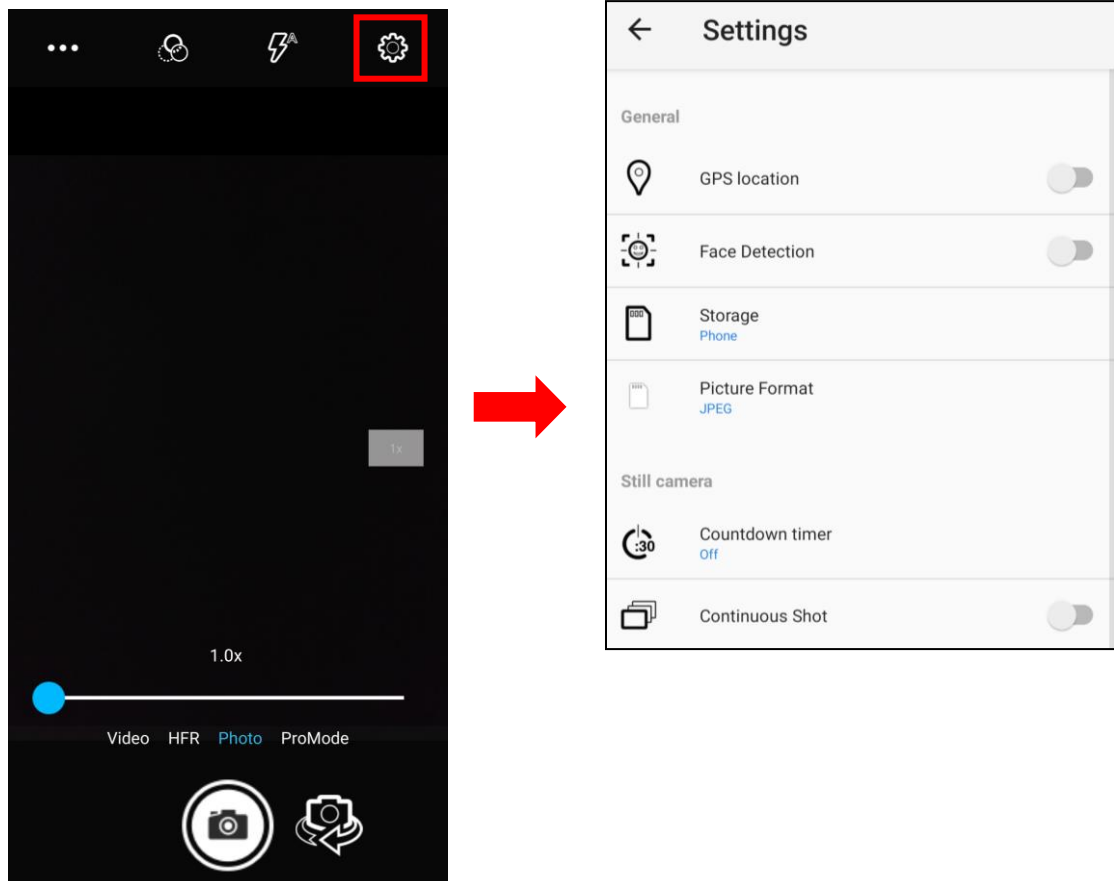 A
1x
1.0x
Video HFR Photo ProMode
Settings
General
GPS location
Face Detection
Storage
Phone
Picture Format
JPEG
Still camera
Countdown timer
:30
Off
Continuous Shot